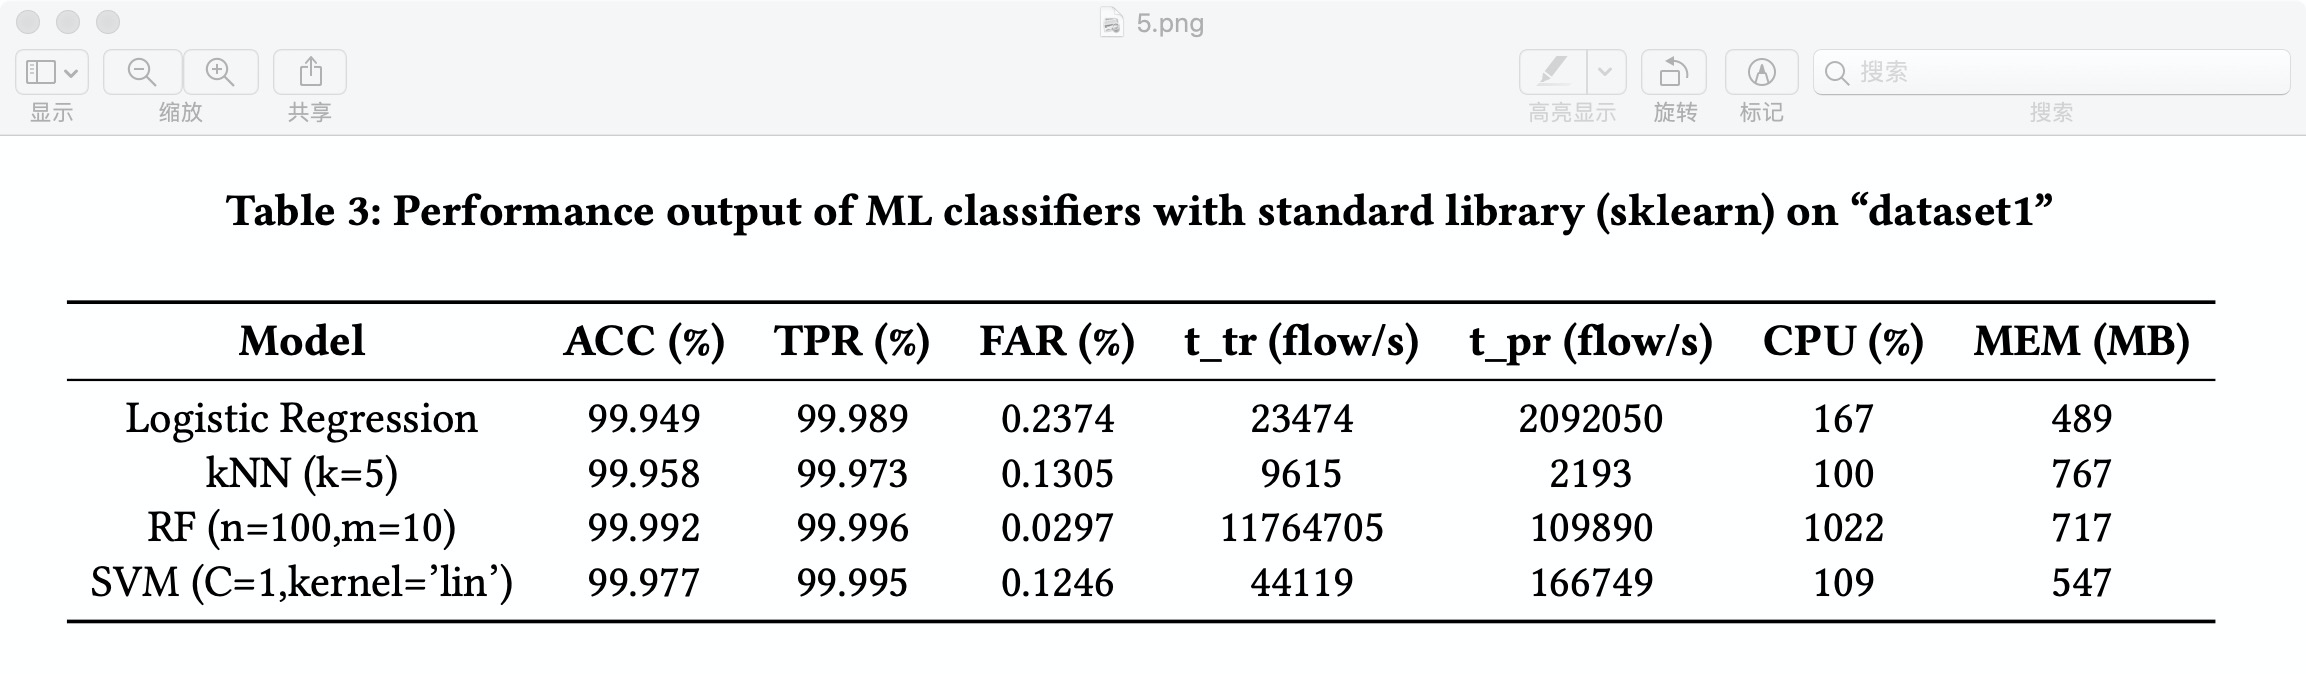 5.png
显示 缩放 共享 高亮显示 旋转 标记 搜索 搜索
Table 3: Performance output of ML classifiers with standard library (sklearn) on “dataset1”
Model ACC (%) TPR (%) FAR (%) t_tr (flow/s) t_pr (flow/s) CPU (%) MEM (MB)
Logistic Regression 99.949 99.989 0.2374 23474 2092050 167 489
kNN (k=5) 99.958 99.973 0.1305 9615 2193 100 767
RF (n=100,m=10) 99.992 99.996 0.0297 11764705 109890 1022 717
SVM (C=1,kernel=’lin’) 99.977 99.995 0.1246 44119 166749 109 547